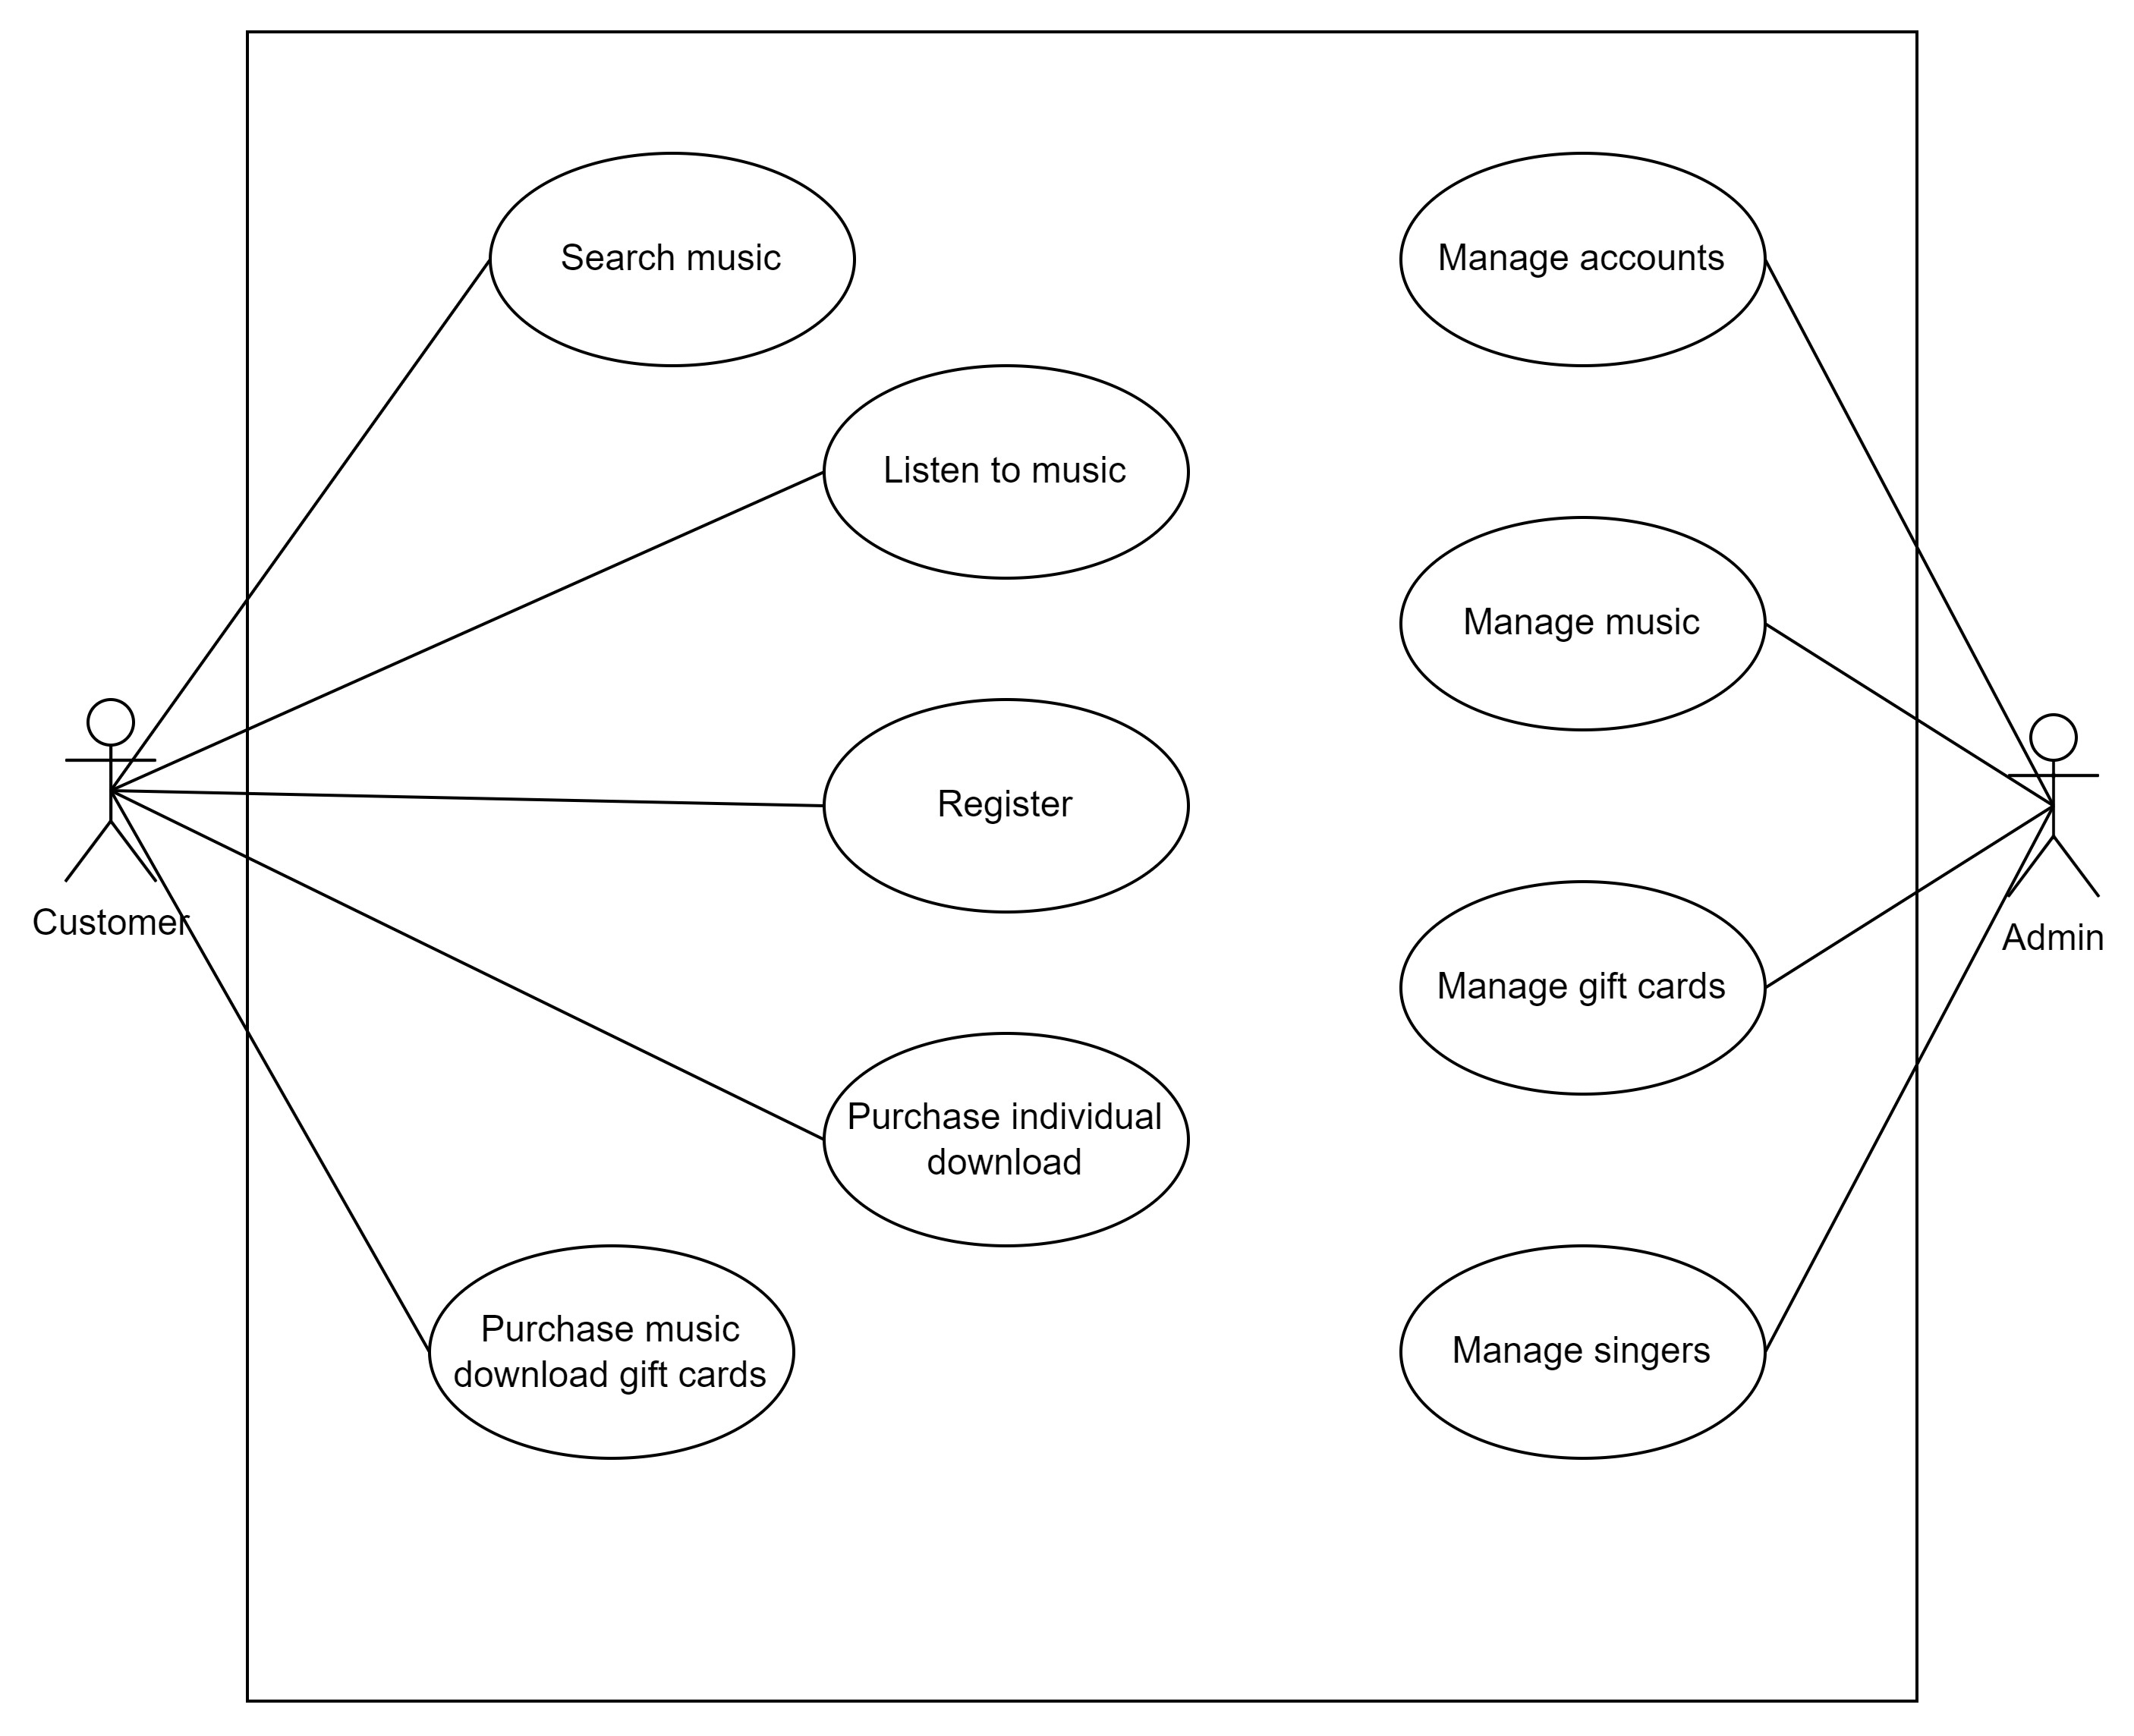 Search music
Manage accounts
Listen to music
Manage music
Register
Customer
Admin
Manage gift cards
Purchase individual
download
Purchase music
download gift cards
Manage singers